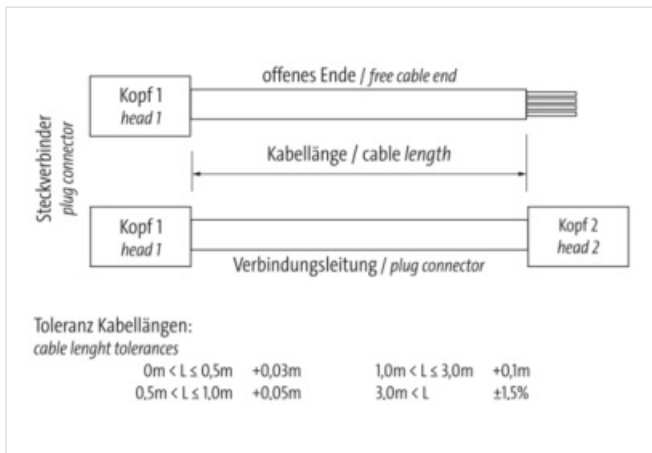 offenes Ende / free cable end
Kopf 1
head 1
Steckverbinder
plug connector
Kabellänge / cable length
Kopf 1
head 1
Kopf 2
head 2
Verbindungsleitung / plug connector
Toleranz Kabellängen:
cable lenght tolerances
0m < L ≤ 0,5m +0,03m 1,0m < L ≤ 3,0m +0,1m
0,5m < L ≤ 1,0m +0,05m 3,0m < L ±1,5%